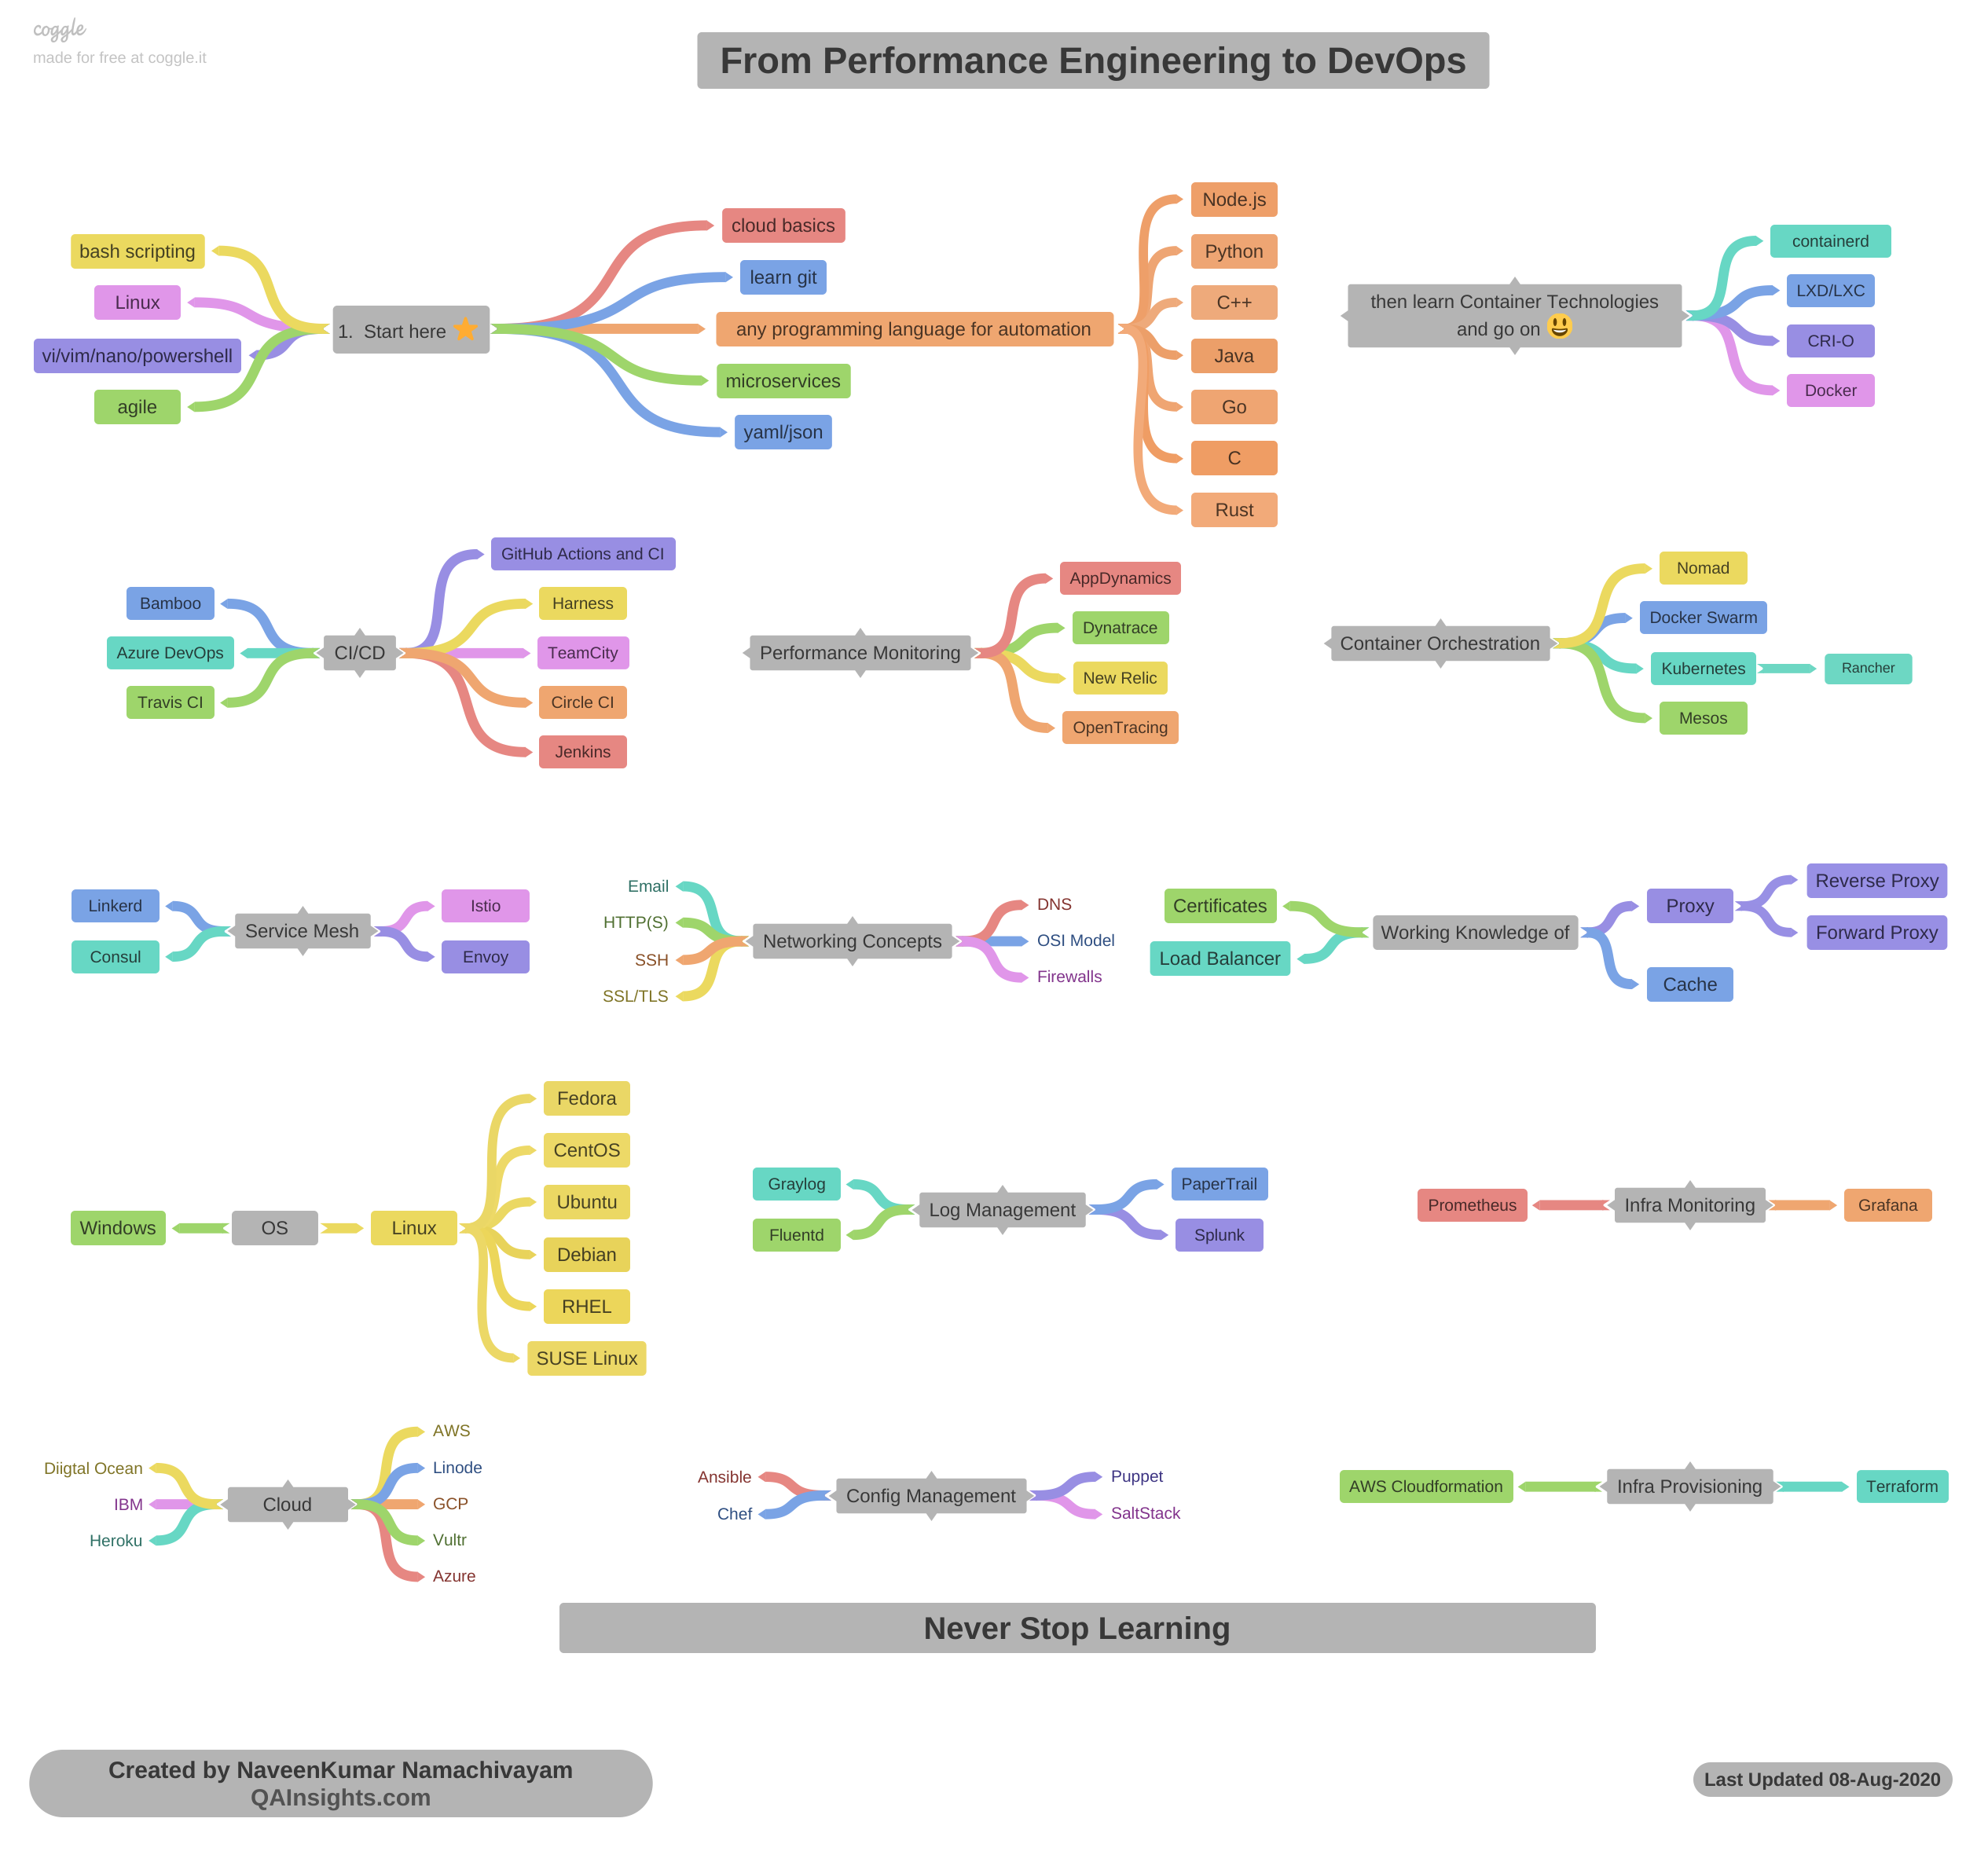 coggle
made for free at coggle.it
From Performance Engineering to DevOps
bash scripting
Linux
vi/vim/nano/powershell
agile
1. Start here
cloud basics
learn git
any programming language for automation
microservices
yaml/json
Node.js
Python
C++
Java
Go
C
Rust
then learn Container Technologies
and go on
containerd
LXD/LXC
CRI-O
Docker
Bamboo
Azure DevOps
Travis CI
CI/CD
GitHub Actions and CI
Harness
TeamCity
Circle CI
Jenkins
Performance Monitoring
AppDynamics
Dynatrace
New Relic
OpenTracing
Container Orchestration
Nomad
Docker Swarm
Kubernetes
Rancher
Mesos
Linkerd
Consul
Service Mesh
Istio
Envoy
Email
HTTP(S)
SSH
SSL/TLS
Networking Concepts
DNS
OSI Model
Firewalls
Certificates
Load Balancer
Working Knowledge of
Proxy
Reverse Proxy
Forward Proxy
Cache
Windows
OS
Linux
Fedora
CentOS
Ubuntu
Debian
RHEL
SUSE Linux
Graylog
Fluentd
Log Management
PaperTrail
Splunk
Prometheus
Infra Monitoring
Grafana
Diigtal Ocean
IBM
Heroku
Cloud
AWS
Linode
GCP
Vultr
Azure
Ansible
Chef
Config Management
Puppet
SaltStack
AWS Cloudformation
Infra Provisioning
Terraform
Never Stop Learning
Created by NaveenKumar Namachivayam
QAInsights.com
Last Updated 08-Aug-2020